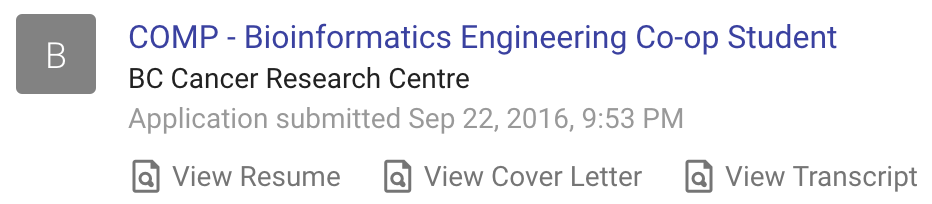 B
COMP - Bioinformatics Engineering Co-op Student
BC Cancer Research Centre
Application submitted Sep 22, 2016, 9:53 PM
View Resume View Cover Letter View Transcript